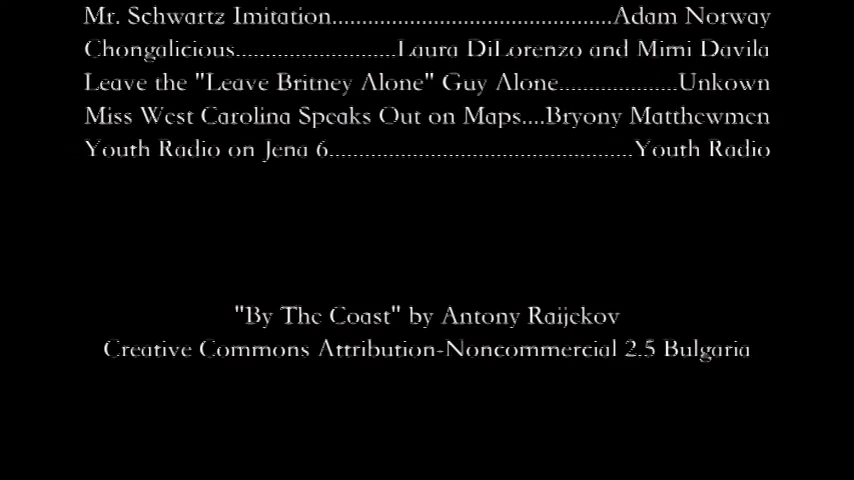 Mr. Schwartz Imitation...............................................Adam Norway
Chongalicious...........................Laura DiLorenzo and Mimi Davila
Leave the "Leave Britney Alone" Guy Alone....................Unkown
Miss West Carolina Speaks Out on Maps....Bryony Matthewmen
Youth Radio on Jena 6...................................................Youth Radio
"By The Coast" by Antony Raijekov
Creative Commons Attribution-Noncommercial 2.5 Bulgaria